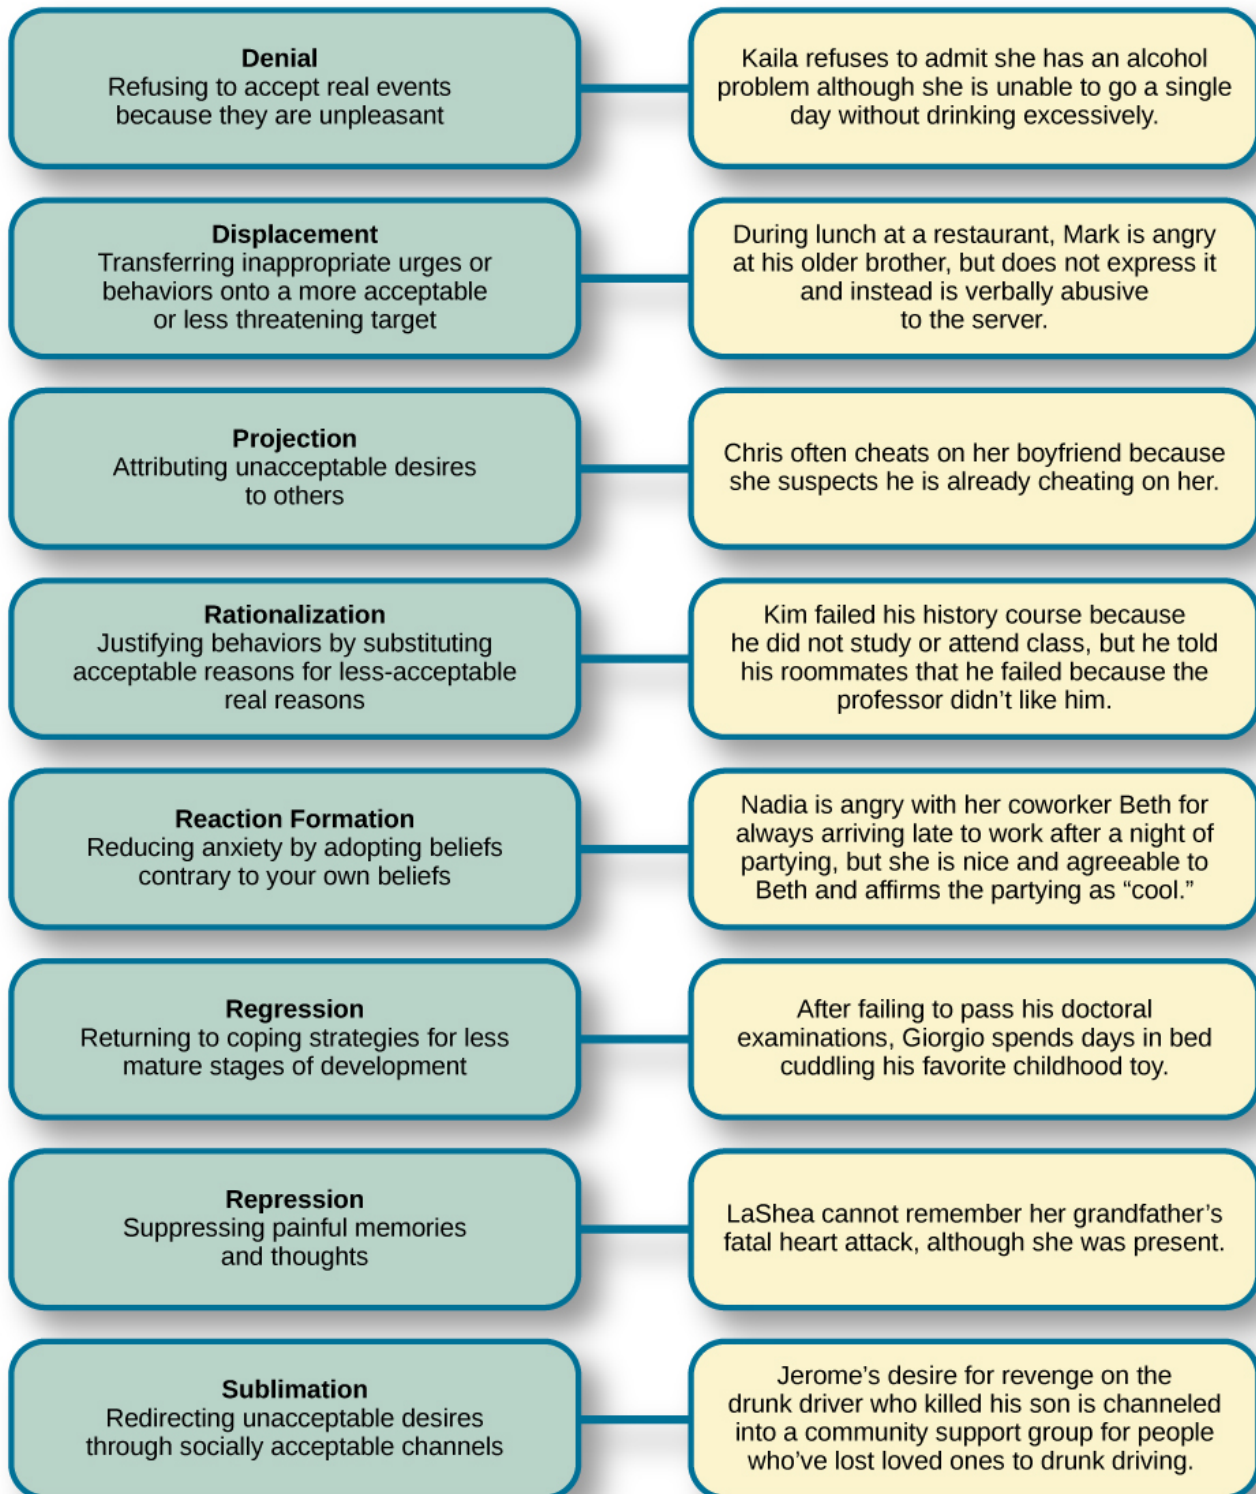 Denial
Refusing to accept real events
because they are unpleasant
Kaila refuses to admit she has an alcohol
problem although she is unable to go a single
day without drinking excessively.
Displacement
Transferring inappropriate urges or
behaviors onto a more acceptable
or less threatening target
During lunch at a restaurant, Mark is angry
at his older brother, but does not express it
and instead is verbally abusive
to the server.
Projection
Attributing unacceptable desires
to others
Chris often cheats on her boyfriend because
she suspects he is already cheating on her.
Rationalization
Justifying behaviors by substituting
acceptable reasons for less-acceptable
real reasons
Kim failed his history course because
he did not study or attend class, but he told
his roommates that he failed because the
professor didn’t like him.
Reaction Formation
Reducing anxiety by adopting beliefs
contrary to your own beliefs
Nadia is angry with her coworker Beth for
always arriving late to work after a night of
partying, but she is nice and agreeable to
Beth and affirms the partying as “cool.”
Regression
Returning to coping strategies for less
mature stages of development
After failing to pass his doctoral
examinations, Giorgio spends days in bed
cuddling his favorite childhood toy.
Repression
Suppressing painful memories
and thoughts
LaShea cannot remember her grandfather’s
fatal heart attack, although she was present.
Sublimation
Redirecting unacceptable desires
through socially acceptable channels
Jerome’s desire for revenge on the
drunk driver who killed his son is channeled
into a community support group for people
who’ve lost loved ones to drunk driving.